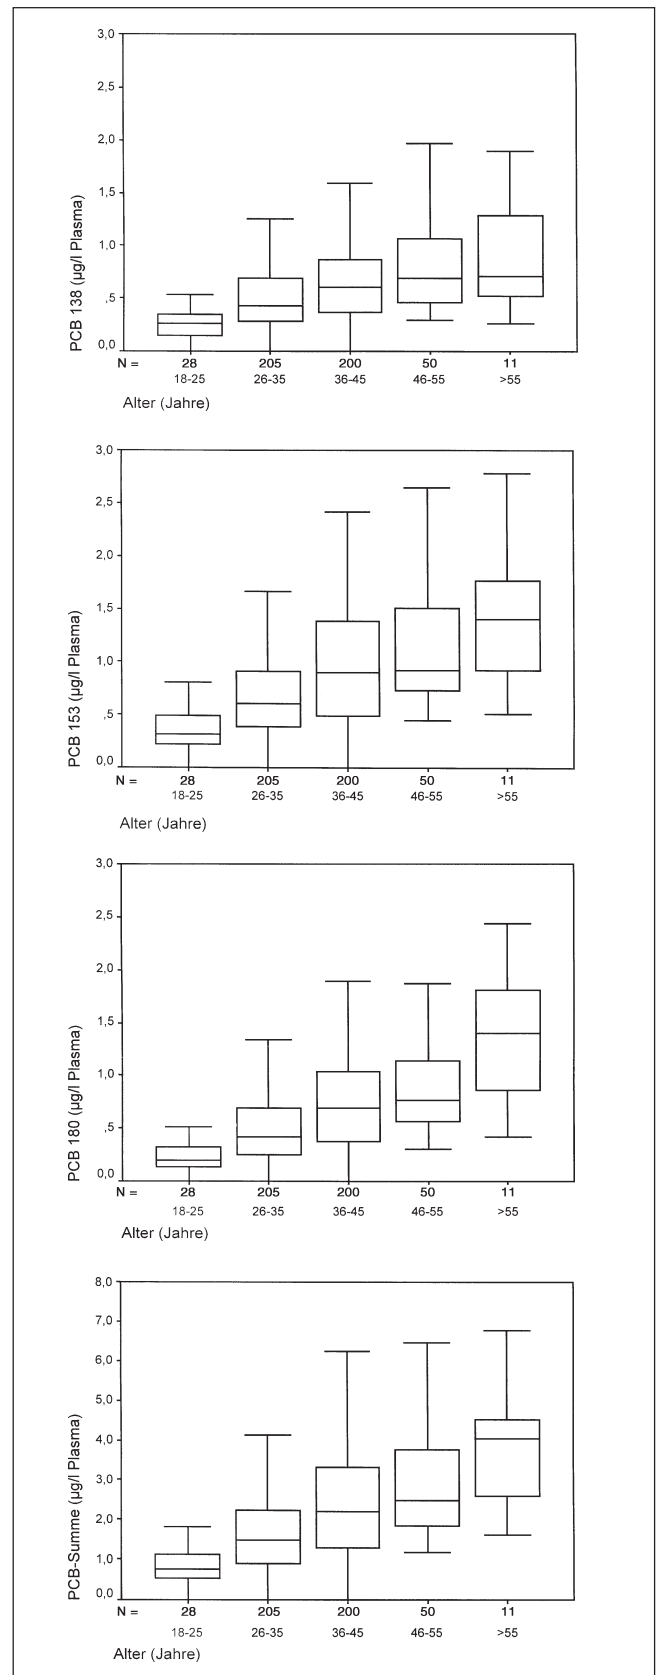 3,0
2,5
2,0
1,5
1,0
,5
0,0
PCB 138 (µg/l Plasma)
N = 28 205 200 50 11
18-25 26-35 36-45 46-55 >55
Alter (Jahre)
3,0
2,5
2,0
1,5
1,0
,5
0,0
PCB 153 (µg/l Plasma)
N = 28 205 200 50 11
18-25 26-35 36-45 46-55 >55
Alter (Jahre)
3,0
2,5
2,0
1,5
1,0
,5
0,0
PCB 180 (µg/l Plasma)
N = 28 205 200 50 11
18-25 26-35 36-45 46-55 >55
Alter (Jahre)
8,0
7,0
6,0
5,0
4,0
3,0
2,0
1,0
0,0
PCB-Summe (µg/l Plasma)
N = 28 205 200 50 11
18-25 26-35 36-45 46-55 >55
Alter (Jahre)